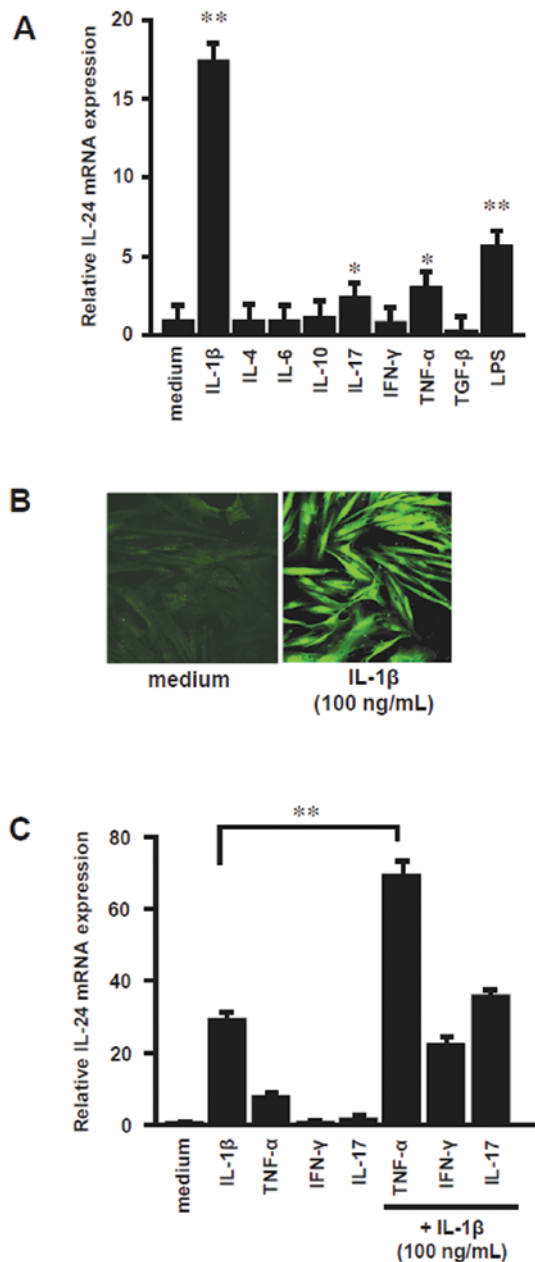 A
Relative IL-24 mRNA expression
20
15
10
5
0
**
*
*
**
medium
IL-1β
IL-4
IL-6
IL-10
IL-17
IFN-γ
TNF-α
TGF-β
LPS
B
medium
IL-1β
(100 ng/mL)
C
Relative IL-24 mRNA expression
80
60
40
20
0
**
medium
IL-1β
TNF-α
IFN-γ
IL-17
TNF-α
IFN-γ
IL-17
+ IL-1β
(100 ng/mL)